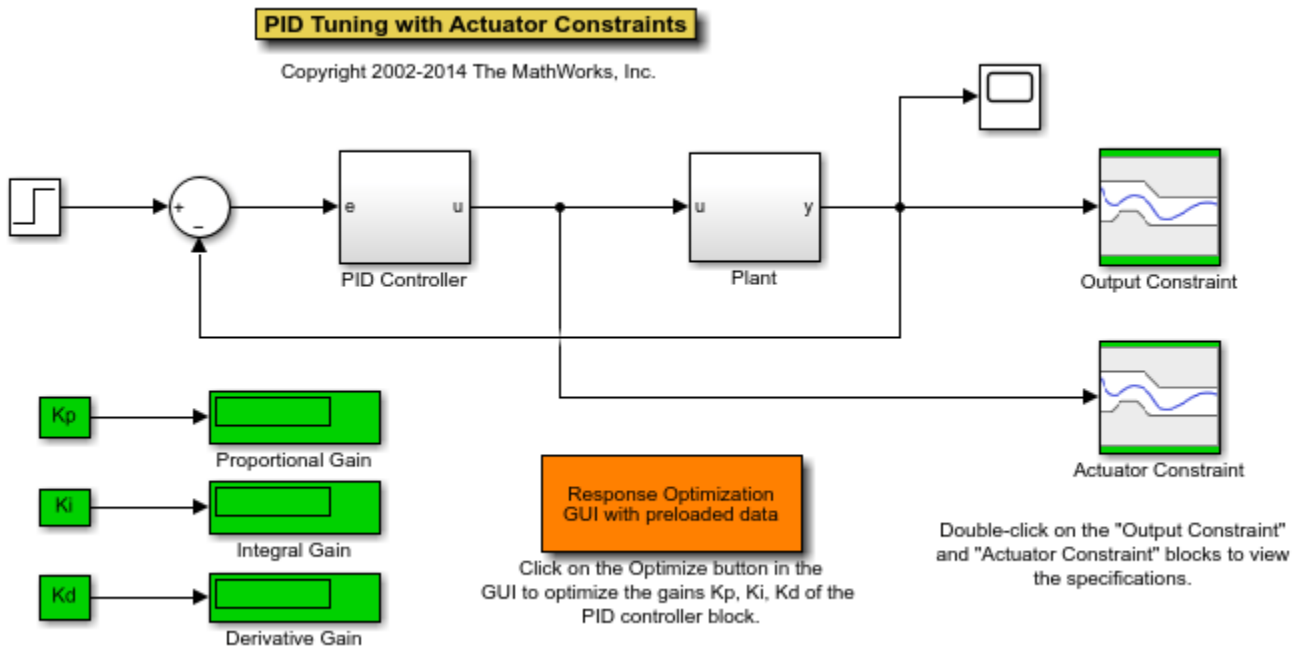 PID Tuning with Actuator Constraints
Copyright 2002-2014 The MathWorks, Inc.
+
−
e
u
PID Controller
u
y
Plant
Output Constraint
Actuator Constraint
Kp
Proportional Gain
Ki
Integral Gain
Kd
Derivative Gain
Response Optimization
GUI with preloaded data
Click on the Optimize button in the
GUI to optimize the gains Kp, Ki, Kd of the
PID controller block.
Double-click on the "Output Constraint"
and "Actuator Constraint" blocks to view
the specifications.